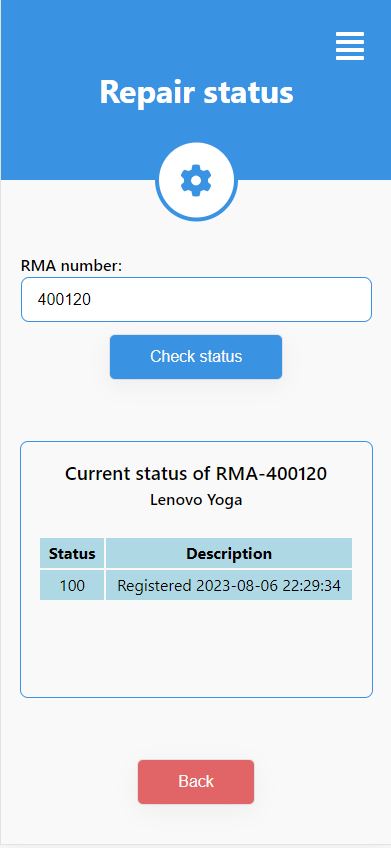 Repair status
RMA number:
400120
Check status
Current status of RMA-400120
Lenovo Yoga
Status Description
100 Registered 2023-08-06 22:29:34
Back